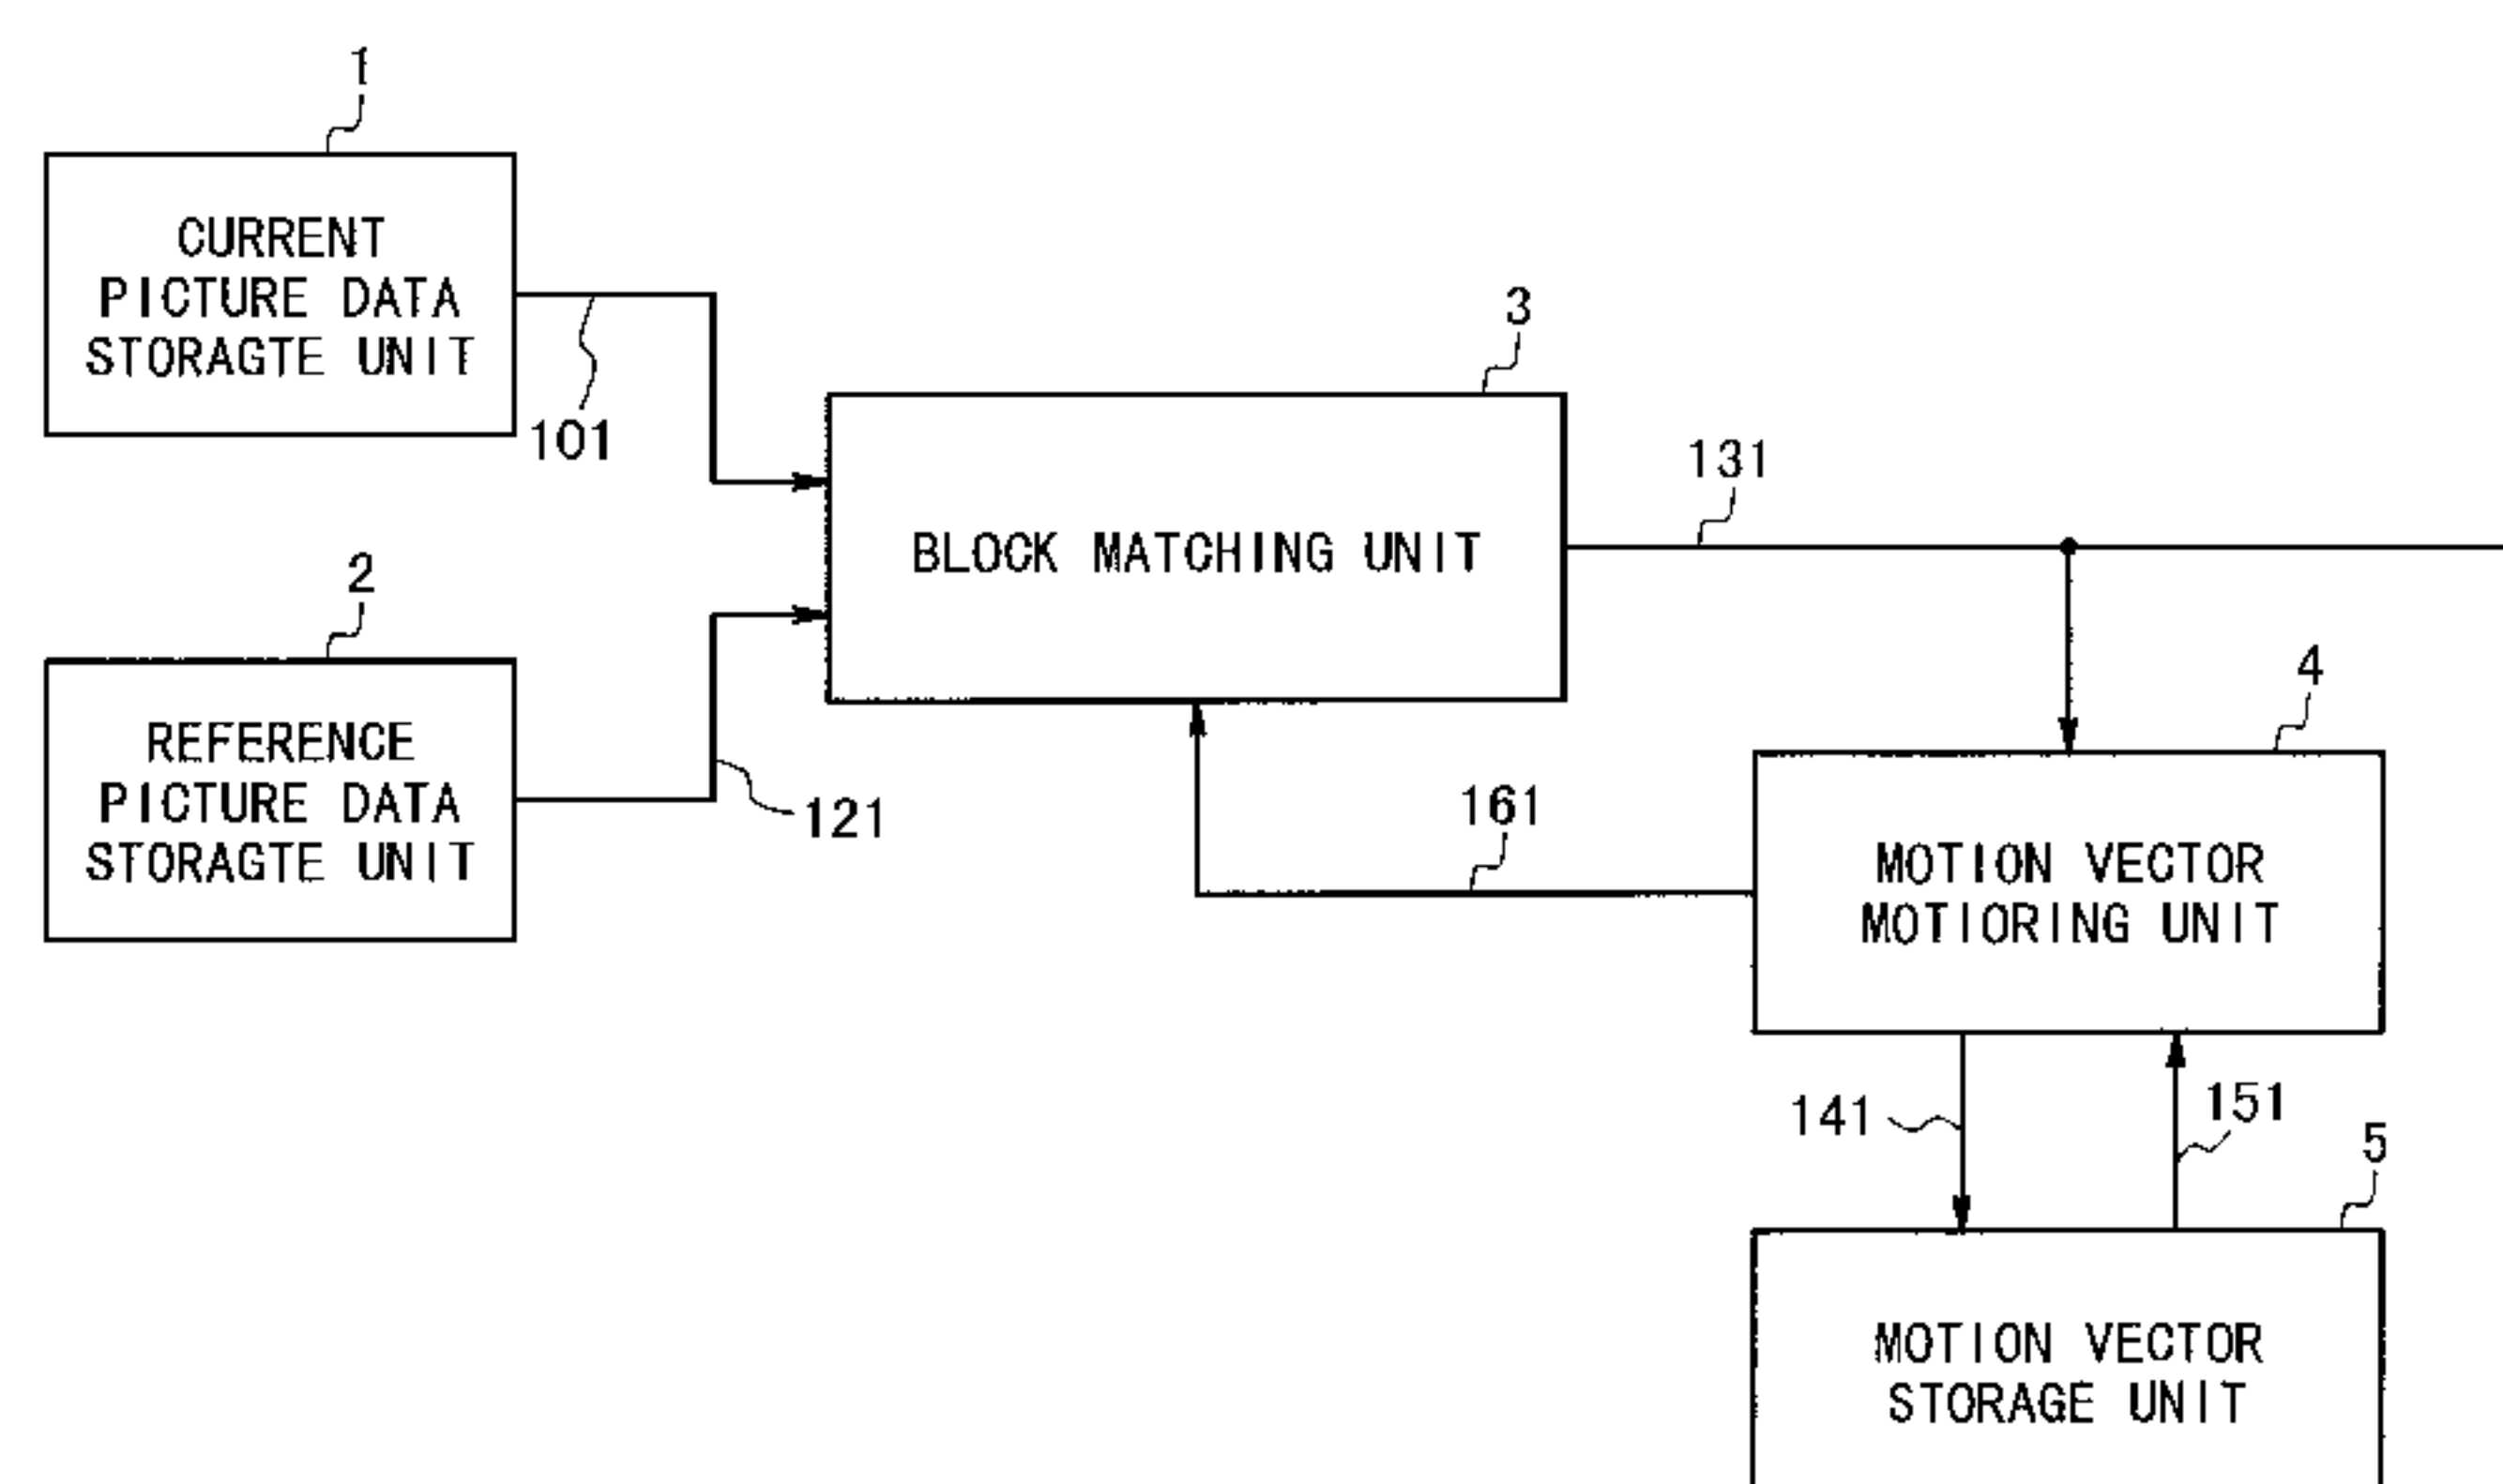 1
CURRENT
PICTURE DATA
STORAGTE UNIT
101
3
BLOCK MATCHING UNIT
131
2
REFERENCE
PICTURE DATA
STORAGTE UNIT
121
161
4
MOTION VECTOR
MOTIORING UNIT
141
151
5
MOTION VECTOR
STORAGE UNIT